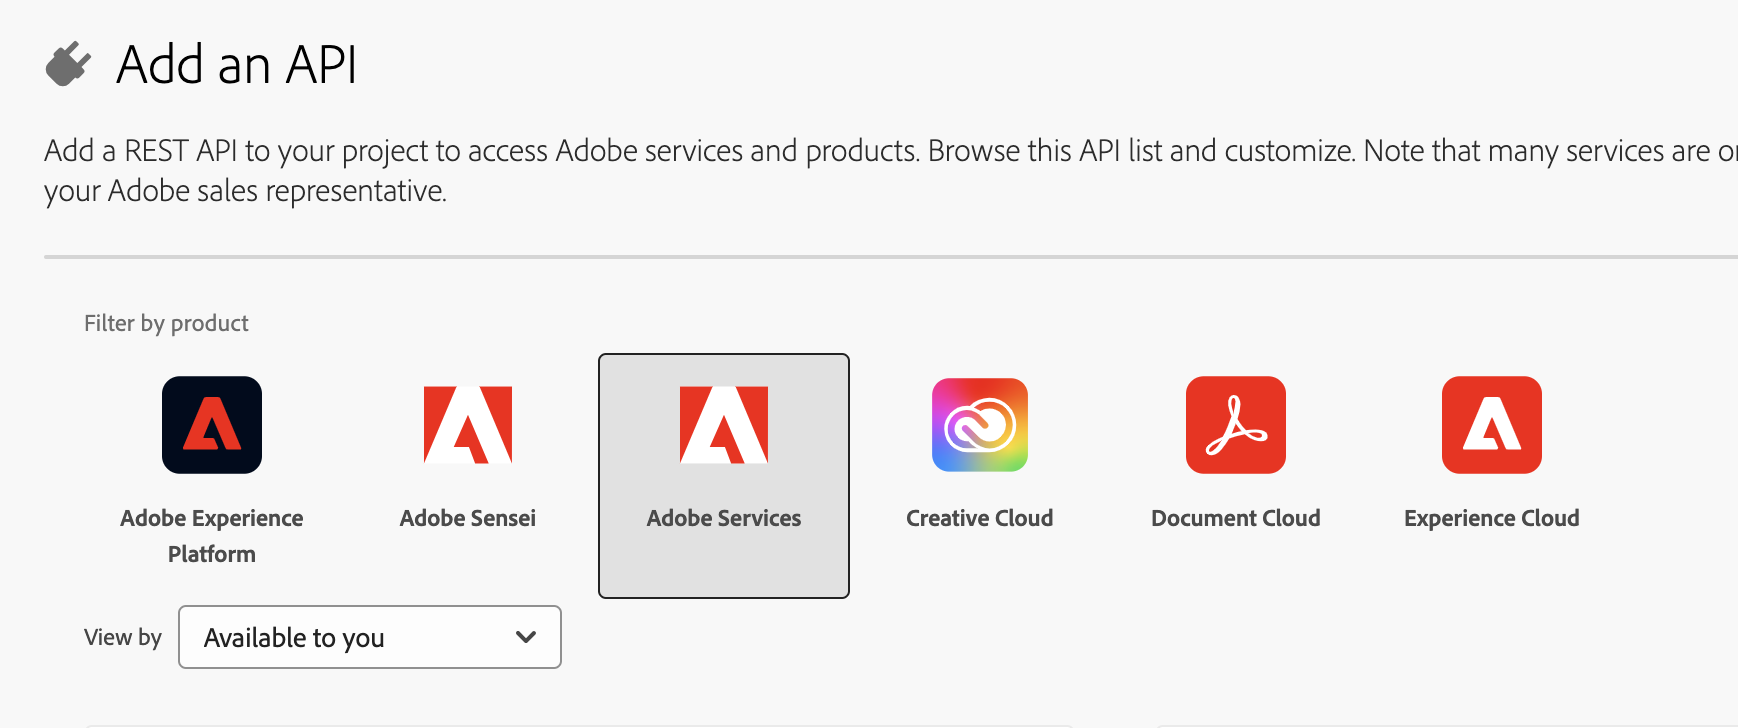 Add an API
Add a REST API to your project to access Adobe services and products. Browse this API list and customize. Note that many services are
your Adobe sales representative.
Filter by product
Adobe Experience
Platform
Adobe Sensei
Adobe Services
Creative Cloud
Document Cloud
Experience Cloud
View by
Available to you